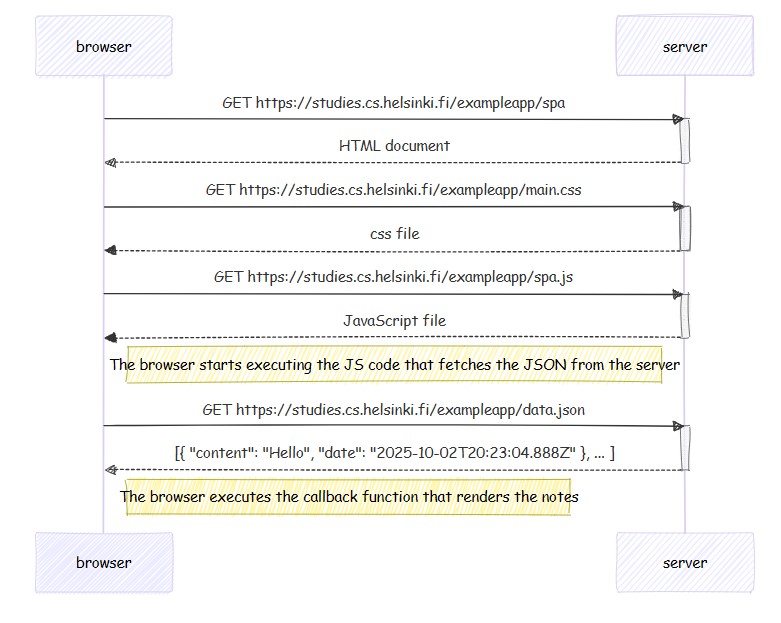 browser
server
GET https://studies.cs.helsinki.fi/exampleapp/spa
HTML document
GET https://studies.cs.helsinki.fi/exampleapp/main.css
css file
GET https://studies.cs.helsinki.fi/exampleapp/spa.js
JavaScript file
The browser starts executing the JS code that fetches the JSON from the server
GET https://studies.cs.helsinki.fi/exampleapp/data.json
[{ "content": "Hello", "date": "2025-10-02T20:23:04.888Z" }, ... ]
The browser executes the callback function that renders the notes
browser
server